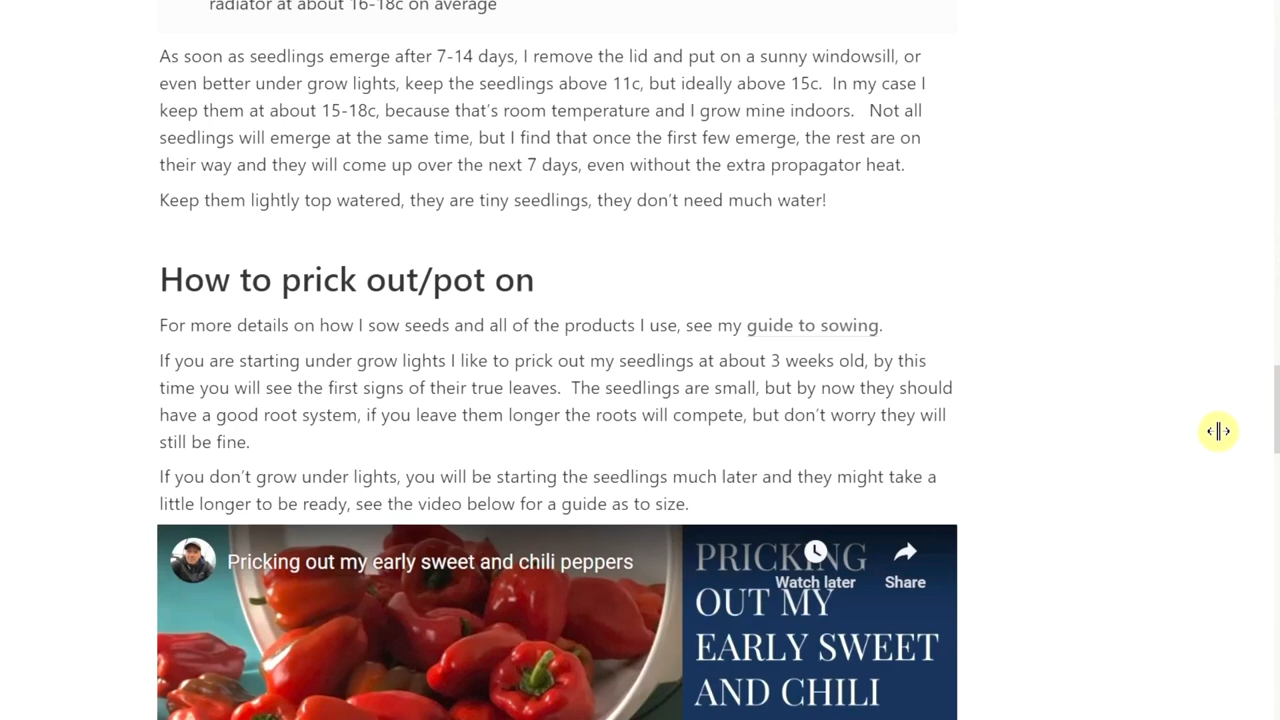 radiator at about 16-18c on average
As soon as seedlings emerge after 7-14 days, I remove the lid and put on a sunny windowsill, or
even better under grow lights, keep the seedlings above 11c, but ideally above 15c.  In my case I
keep them at about 15-18c, because that’s room temperature and I grow mine indoors.   Not all
seedlings will emerge at the same time, but I find that once the first few emerge, the rest are on
their way and they will come up over the next 7 days, even without the extra propagator heat.
Keep them lightly top watered, they are tiny seedlings, they don’t need much water!
How to prick out/pot on
For more details on how I sow seeds and all of the products I use, see my guide to sowing.
If you are starting under grow lights I like to prick out my seedlings at about 3 weeks old, by this
time you will see the first signs of their true leaves.  The seedlings are small, but by now they should
have a good root system, if you leave them longer the roots will compete, but don’t worry they will
still be fine.
If you don’t grow under lights, you will be starting the seedlings much later and they might take a
little longer to be ready, see the video below for a guide as to size.
Pricking out my early sweet and chili peppers
Watch later
Share
PRICKING
OUT MY
EARLY SWEET
AND CHILI